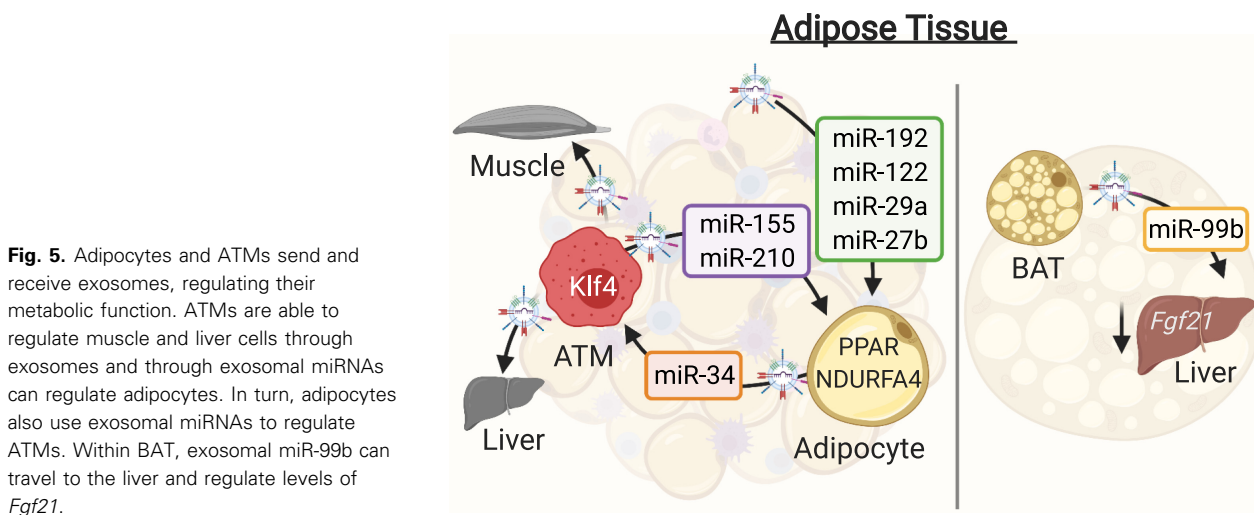 Fig. 5. Adipocytes and ATMs send and
receive exosomes, regulating their
metabolic function. ATMs are able to
regulate muscle and liver cells through
exosomes and through exosomal miRNAs
can regulate adipocytes. In turn, adipocytes
also use exosomal miRNAs to regulate
ATMs. Within BAT, exosomal miR-99b can
travel to the liver and regulate levels of
Fgf21.
Adipose Tissue
Muscle
miR-192
miR-122
miR-29a
miR-27b
miR-155
miR-210
Klf4
ATM
miR-34
PPAR
NDURFA4
Adipocyte
Liver
BAT
miR-99b
Fgf21
Liver